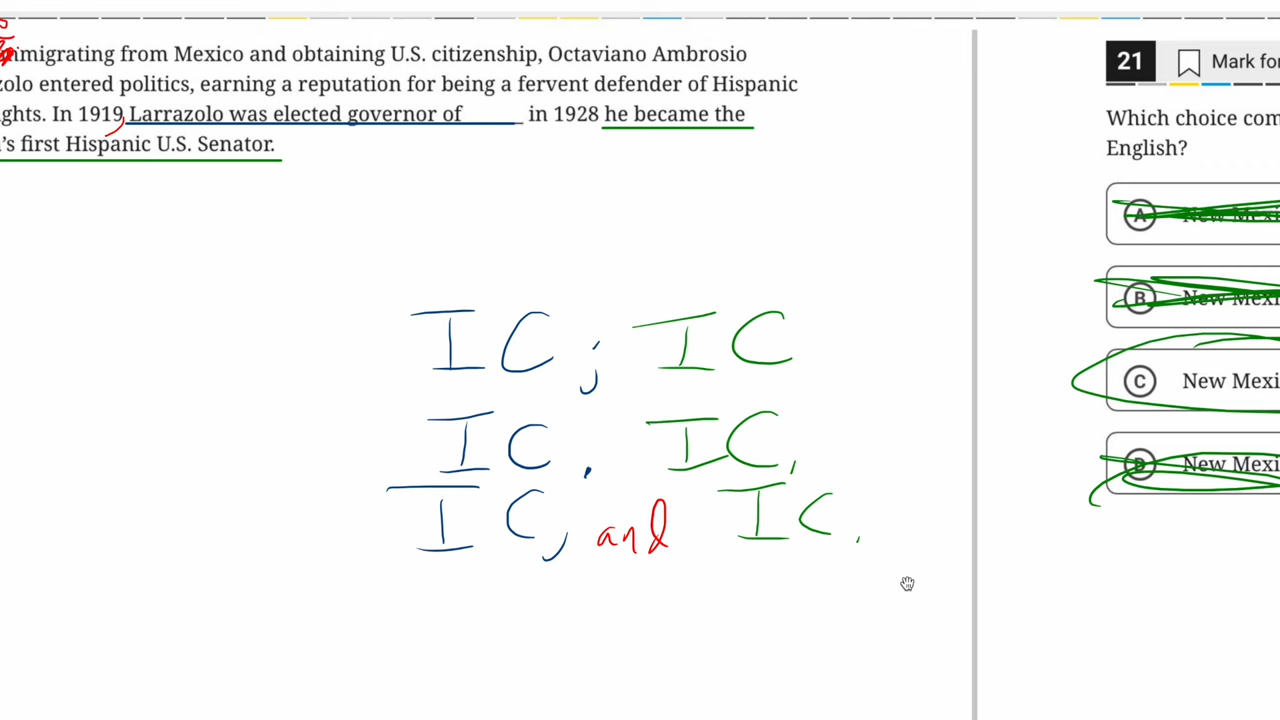 mmigrating from Mexico and obtaining U.S. citizenship, Octaviano Ambrosio
zolo entered politics, earning a reputation for being a fervent defender of Hispanic
ghts. In 1919, Larrazolo was elected governor of ______ in 1928 he became the
's first Hispanic U.S. Senator.
IC; IC
IC. IC.
IC, and IC.
21 Mark for
Which choice com
English?
A New Mexi
B New Mexi
C New Mexi
D New Mexi